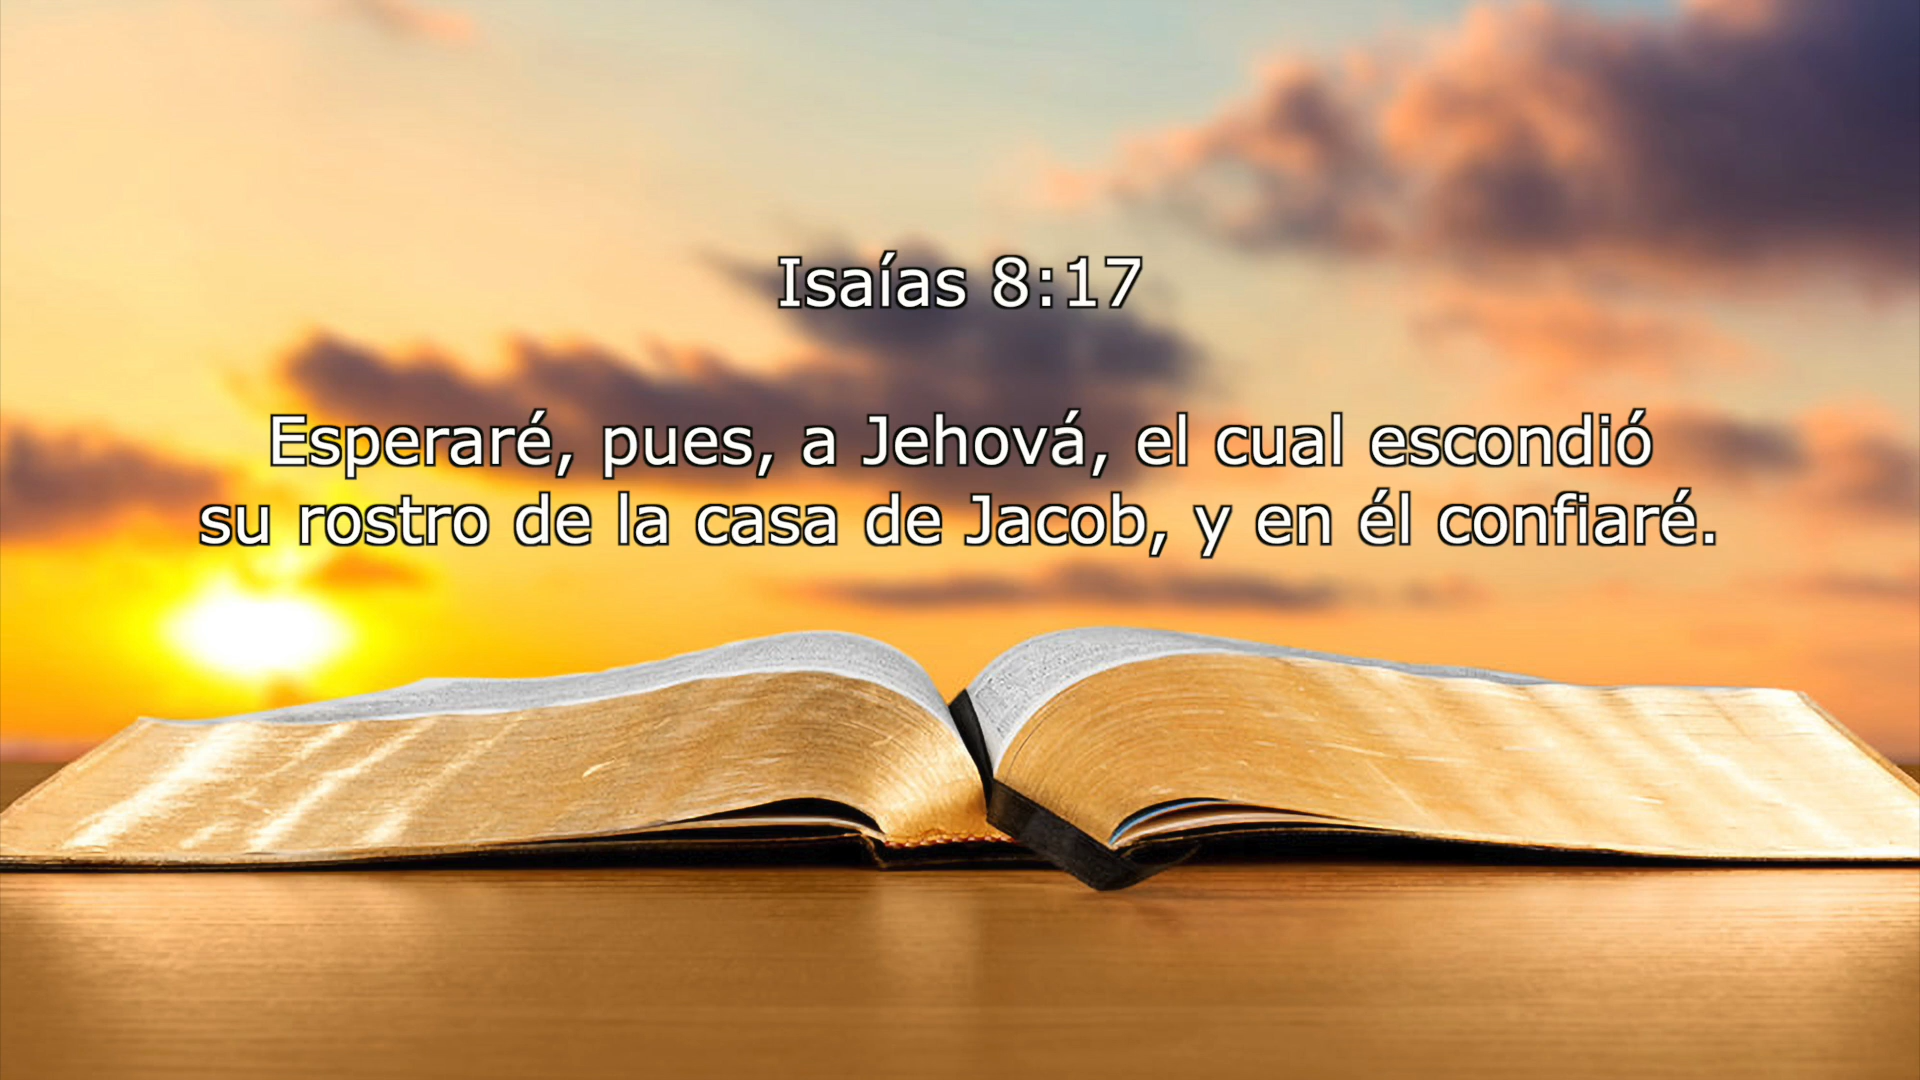 Isaías 8:17
Esperaré, pues, a Jehová, el cual escondió
su rostro de la casa de Jacob, y en él confiaré.